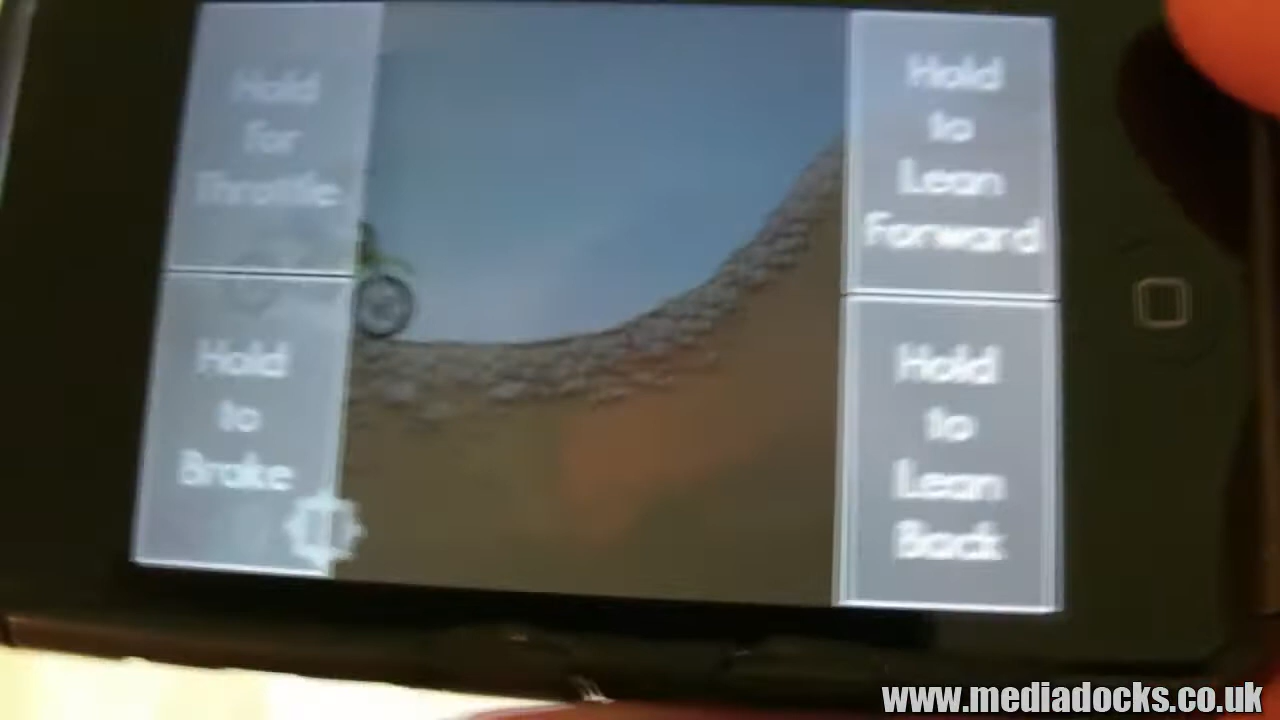 Hold
for
Throttle
Hold
to
Brake
Hold
to
Lean
Forward
Hold
to
Lean
Back
www.mediadocks.co.uk